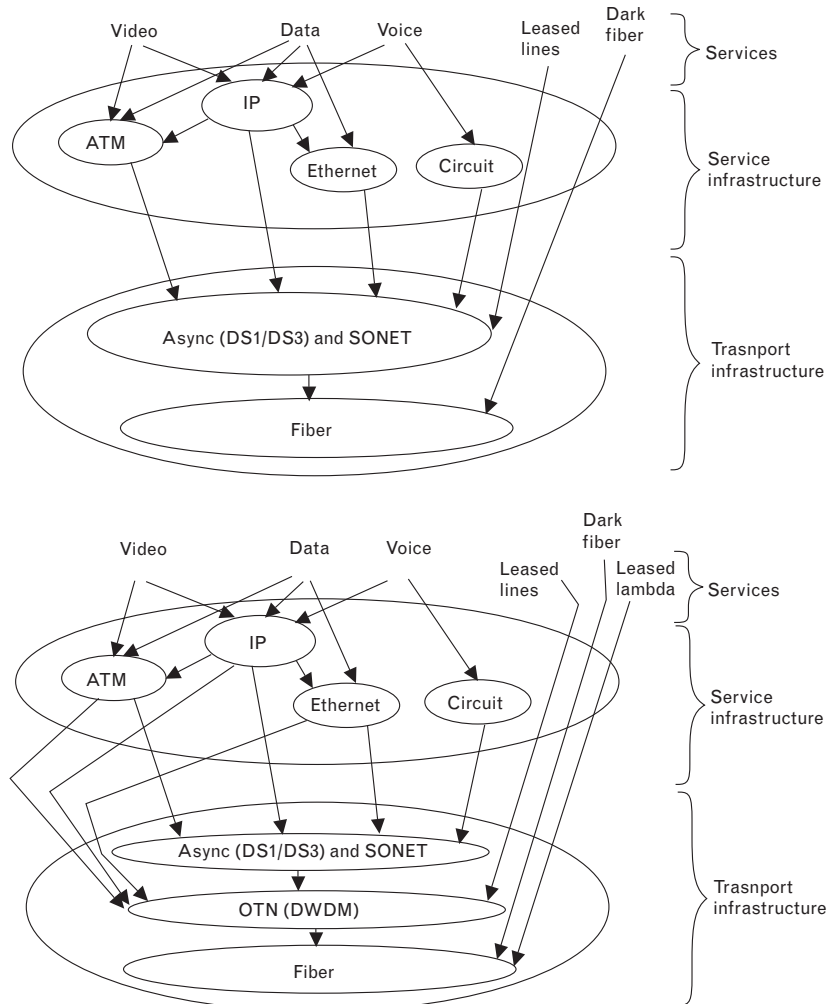 Video
Data
Voice
Leased
lines
Dark
fiber
Services
IP
ATM
Ethernet
Circuit
Service
infrastructure
Async (DS1/DS3) and SONET
Trasnport
infrastructure
Fiber
Video
Data
Voice
Leased
lines
Dark
fiber
Leased
lambda
Services
IP
ATM
Ethernet
Circuit
Service
infrastructure
Async (DS1/DS3) and SONET
OTN (DWDM)
Trasnport
infrastructure
Fiber